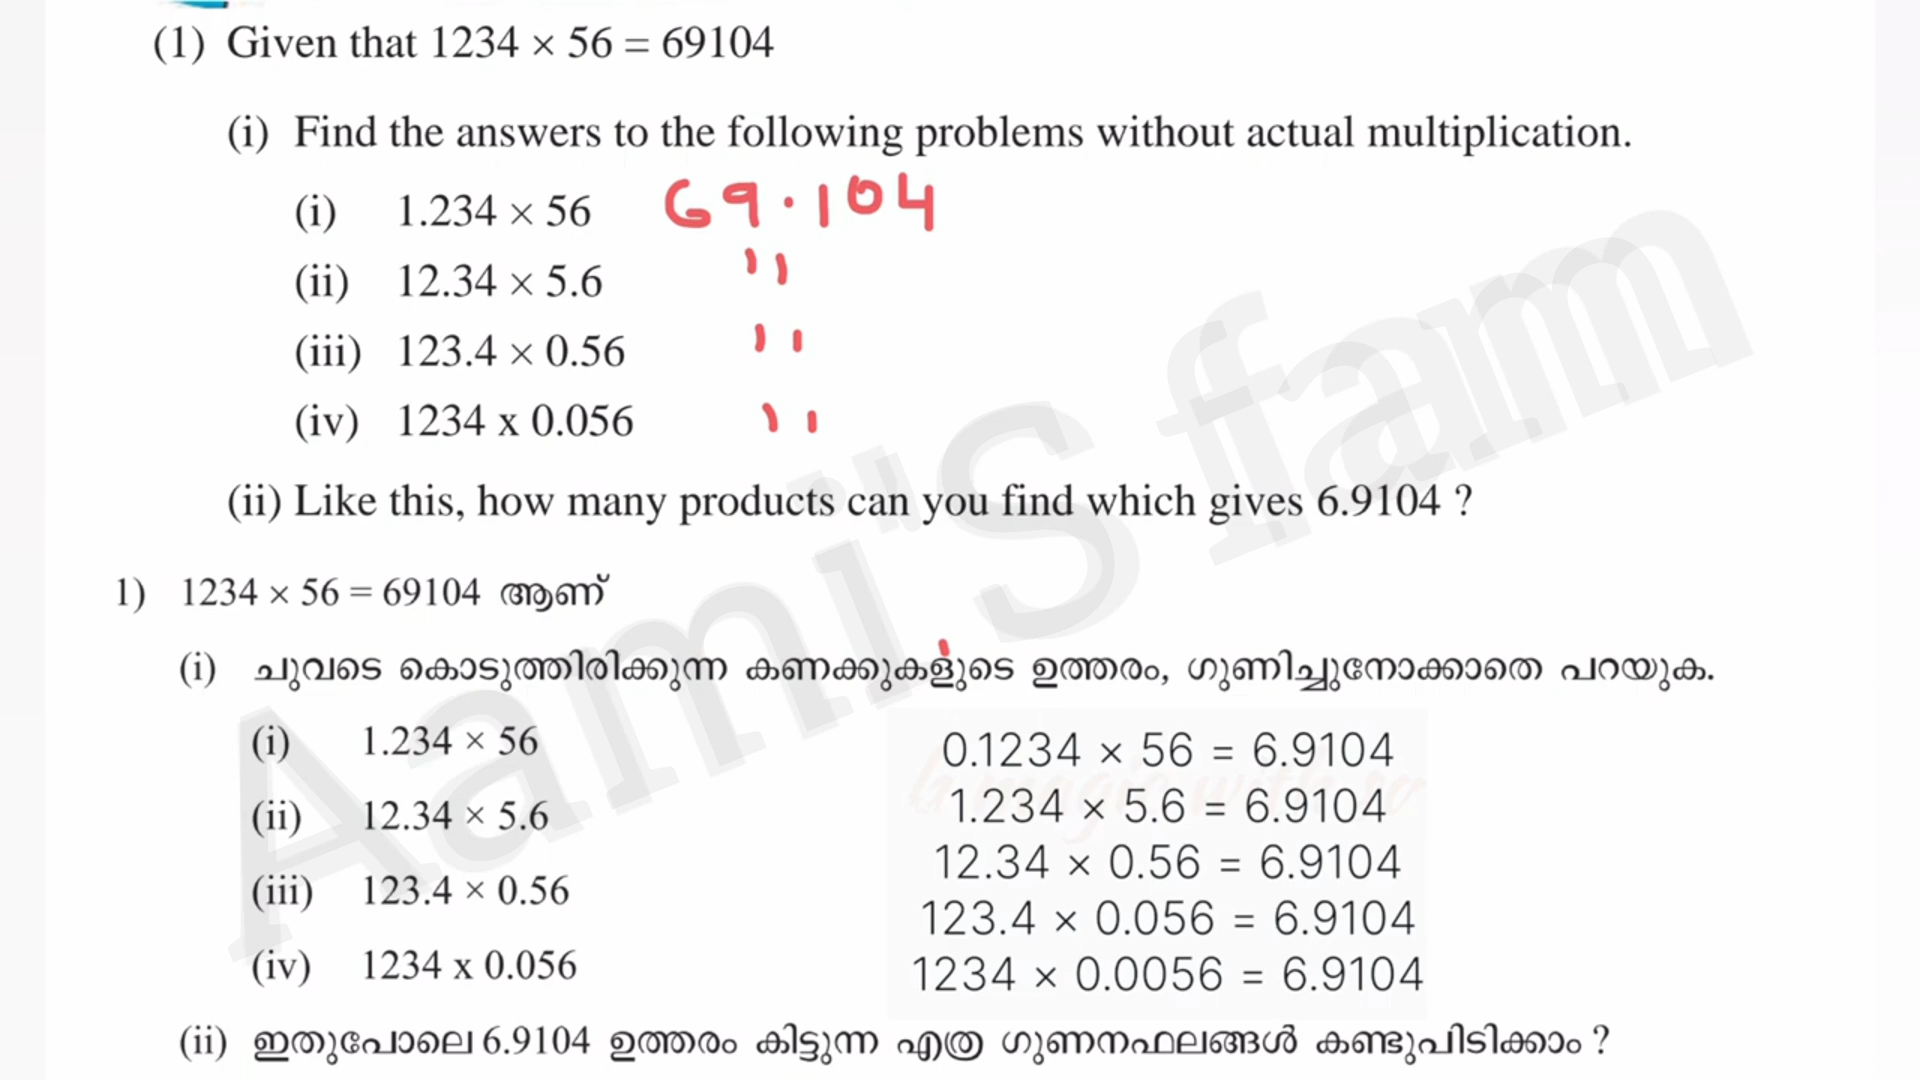 (1) Given that 1234 × 56 = 69104
(i) Find the answers to the following problems without actual multiplication.
(i) 1.234 × 56 69.104
(ii) 12.34 × 5.6 "
(iii) 123.4 × 0.56 "
(iv) 1234 x 0.056 "
(ii) Like this, how many products can you find which gives 6.9104 ?
Aami'S fam
1) 1234 × 56 = 69104 ആണ്
(i) ചുവടെ കൊടുത്തിരിക്കുന്ന കണക്കുകളുടെ ഉത്തരം, ഗുണിച്ചുനോക്കാതെ പറയുക.
(i) 1.234 × 56
(ii) 12.34 × 5.6
(iii) 123.4 × 0.56
(iv) 1234 x 0.056
0.1234 × 56 = 6.9104
1.234 × 5.6 = 6.9104
12.34 × 0.56 = 6.9104
123.4 × 0.056 = 6.9104
1234 × 0.0056 = 6.9104
(ii) ഇതുപോലെ 6.9104 ഉത്തരം കിട്ടുന്ന എത്ര ഗുണനഫലങ്ങൾ കണ്ടുപിടിക്കാം ?